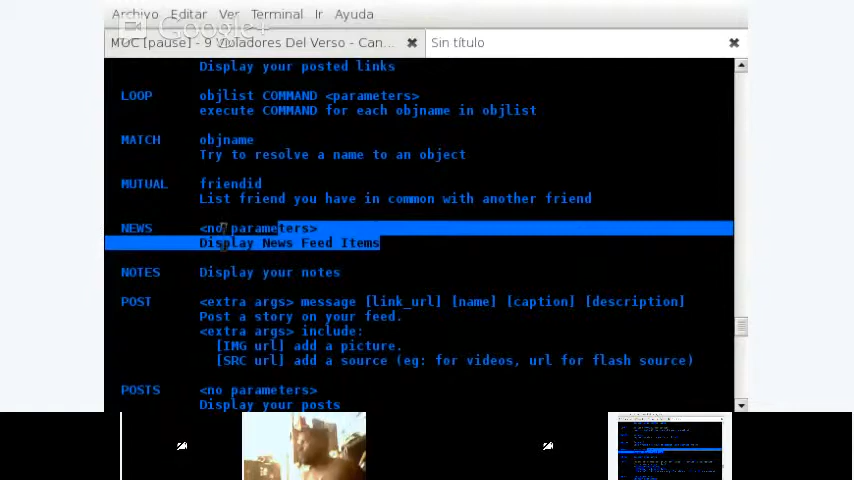 Archivo Editar Ver Terminal Ir Ayuda
Google+
MOC [pause] - 9 Violadores Del Verso - Can...
Sin título
Display your posted links
LOOP objlist COMMAND <parameters>
execute COMMAND for each objname in objlist
MATCH objname
Try to resolve a name to an object
MUTUAL friendid
List friend you have in common with another friend
NEWS <no parameters>
Display News Feed Items
NOTES Display your notes
POST <extra args> message [link_url] [name] [caption] [description]
Post a story on your feed.
<extra args> include:
[IMG url] add a picture.
[SRC url] add a source (eg: for videos, url for flash source)
POSTS <no parameters>
Display your posts